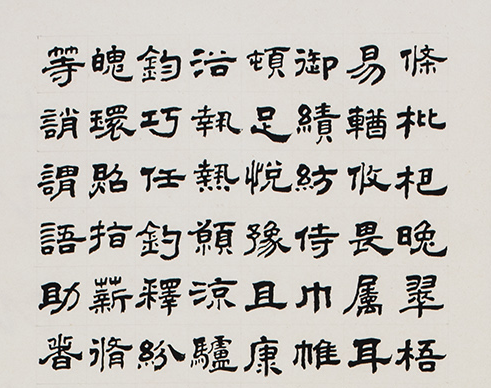 條枇杷晚翠梧
易輶攸畏屬耳
御績紡侍巾帷
頓足悅豫且康
浴執熱願涼驢
鈞巧任釣釋紛
魄環照指薪脩
等誚謂語助者